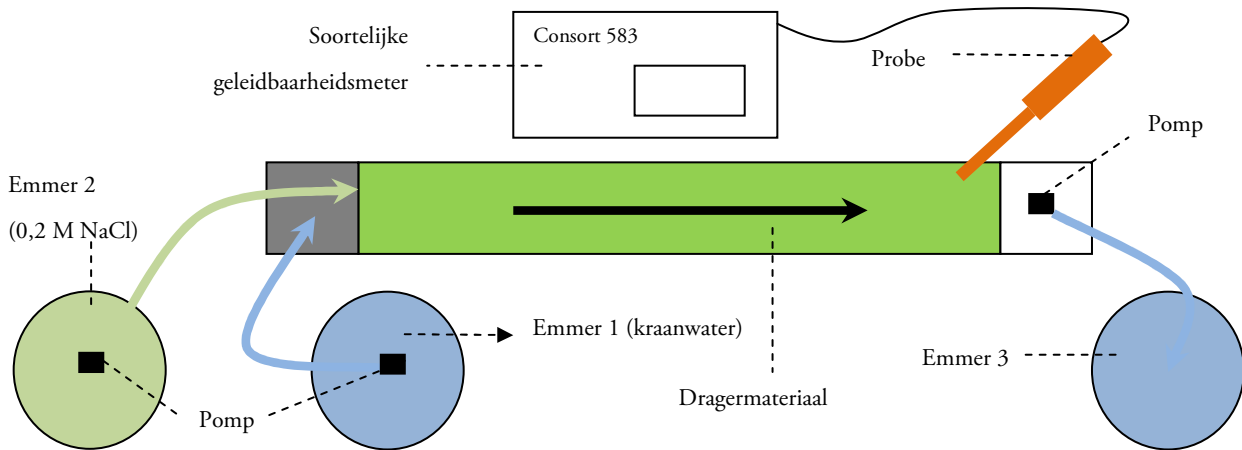 Soortelijke
geleidbaarheidsmeter
Consort 583
Probe
Pomp
Emmer 2
(0,2 M NaCl)
Emmer 1 (kraanwater)
Emmer 3
Dragermateriaal
Pomp